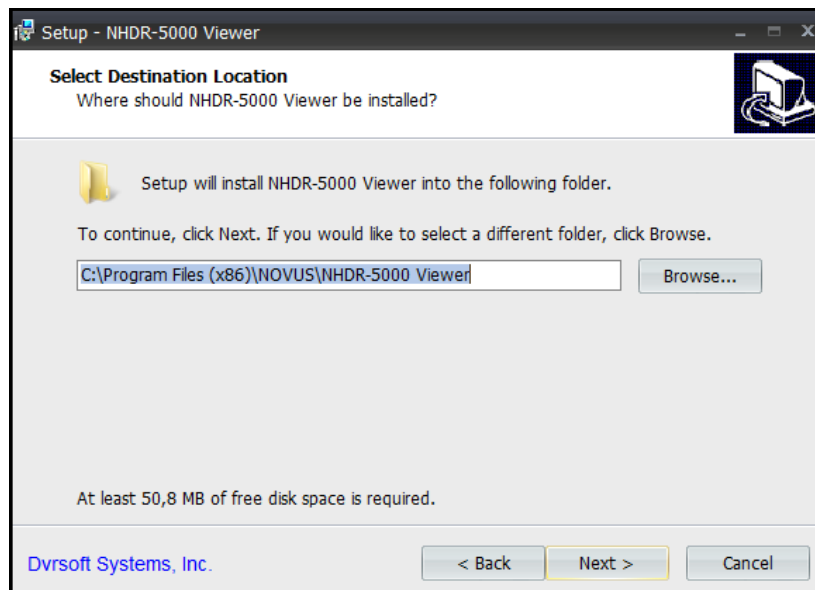 Setup - NHDR-5000 Viewer
Select Destination Location
Where should NHDR-5000 Viewer be installed?
Setup will install NHDR-5000 Viewer into the following folder.
To continue, click Next. If you would like to select a different folder, click Browse.
C:\Program Files (x86)\NOVUS\NHDR-5000 Viewer
Browse...
At least 50,8 MB of free disk space is required.
Dvrsoft Systems, Inc.
< Back
Next >
Cancel